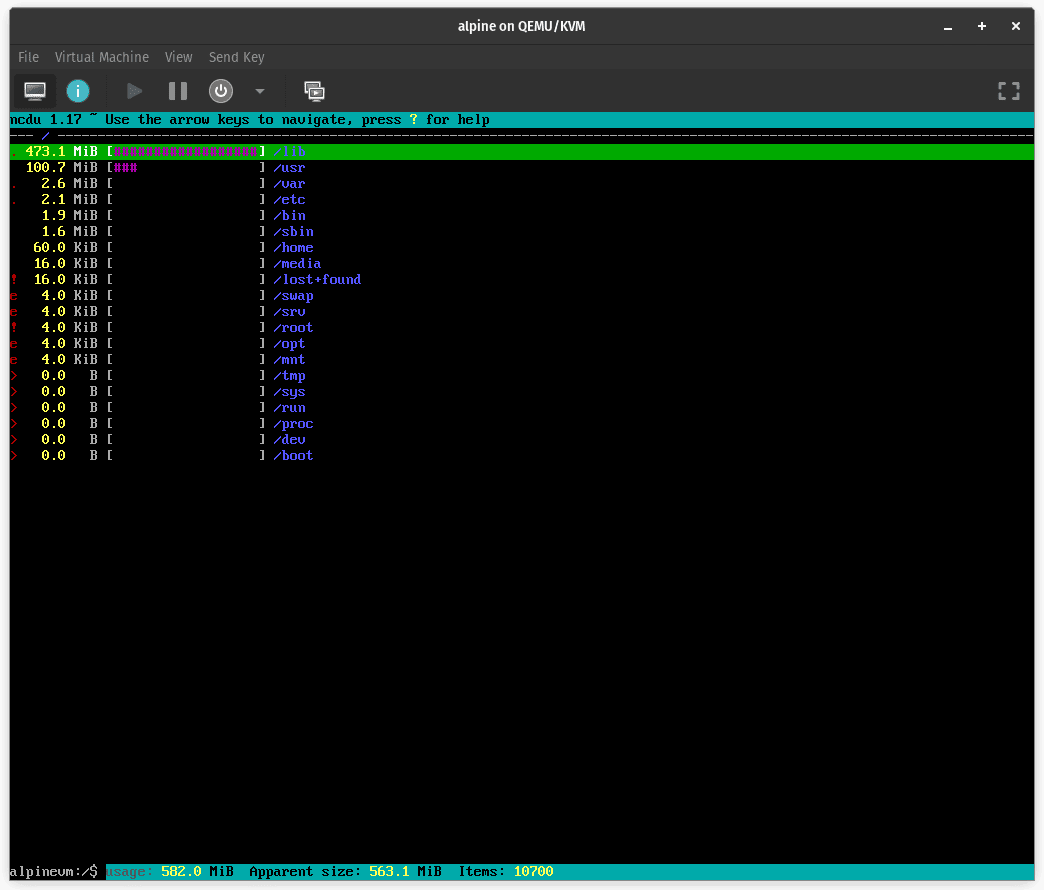 alpine on QEMU/KVM
File Virtual Machine View Send Key
ncdu 1.17 ~ Use the arrow keys to navigate, press ? for help
--- / ---
. 473.1 MiB [##################] /lib
100.7 MiB [### ] /usr
. 2.6 MiB [ ] /var
. 2.1 MiB [ ] /etc
1.9 MiB [ ] /bin
1.6 MiB [ ] /sbin
60.0 KiB [ ] /home
16.0 KiB [ ] /media
! 16.0 KiB [ ] /lost+found
e 4.0 KiB [ ] /swap
e 4.0 KiB [ ] /srv
! 4.0 KiB [ ] /root
e 4.0 KiB [ ] /opt
e 4.0 KiB [ ] /mnt
> 0.0 B [ ] /tmp
> 0.0 B [ ] /sys
> 0.0 B [ ] /run
> 0.0 B [ ] /proc
> 0.0 B [ ] /dev
> 0.0 B [ ] /boot
alpinevm:/$ usage: 582.0 MiB Apparent size: 563.1 MiB Items: 10700